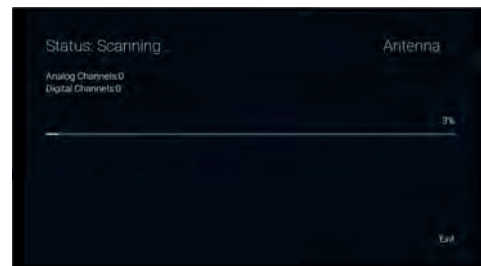 Status: Scanning...
Antenna
Analog Channels:0
Digital Channels:0
3%
Exit